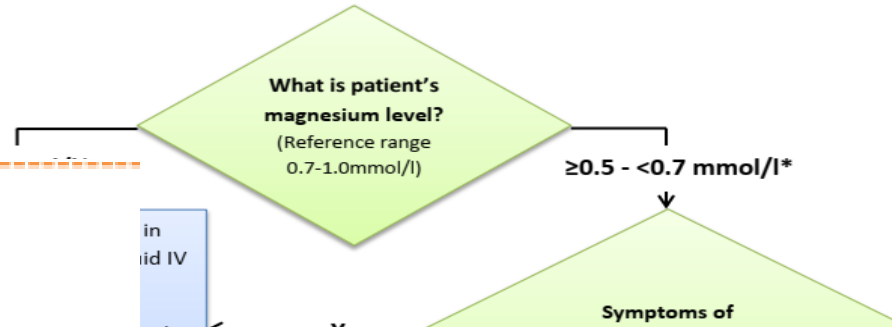 What is patient's
magnesium level?
(Reference range
0.7-1.0mmol/l)
≥0.5 - <0.7 mmol/l*
in
id IV
Symptoms of